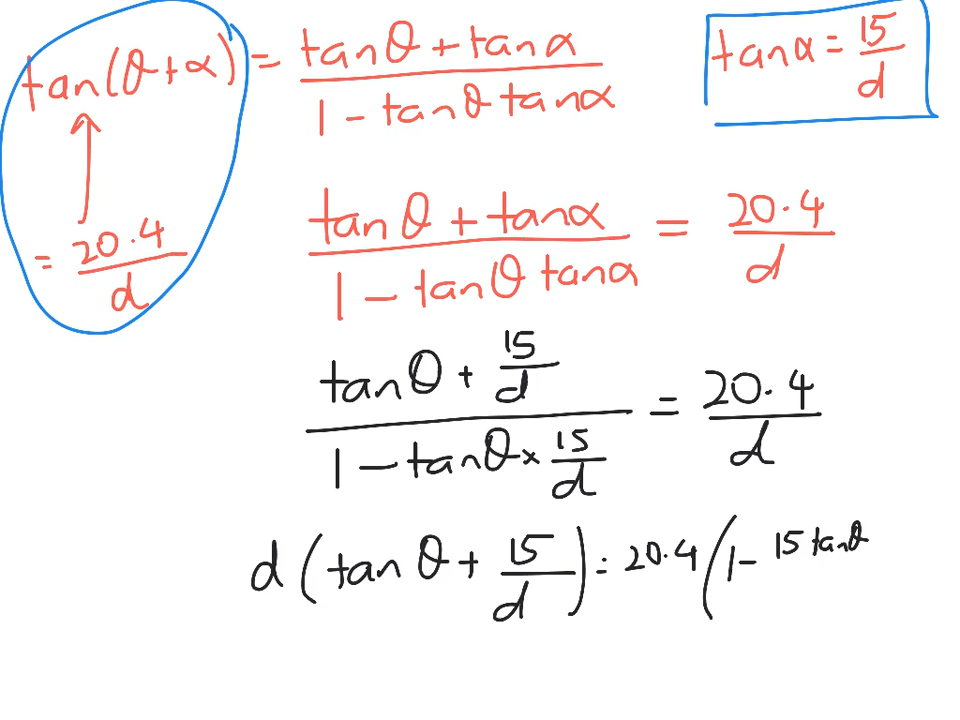 tan(θ+α) = (tanθ + tanα)/(1 - tanθ tanα)
tanα = 15/d
= 20.4/d
(tanθ + tanα)/(1 - tanθ tanα) = 20.4/d
(tanθ + 15/d)/(1 - tanθ × 15/d) = 20.4/d
d(tanθ + 15/d) = 20.4(1 - 15 tanθ